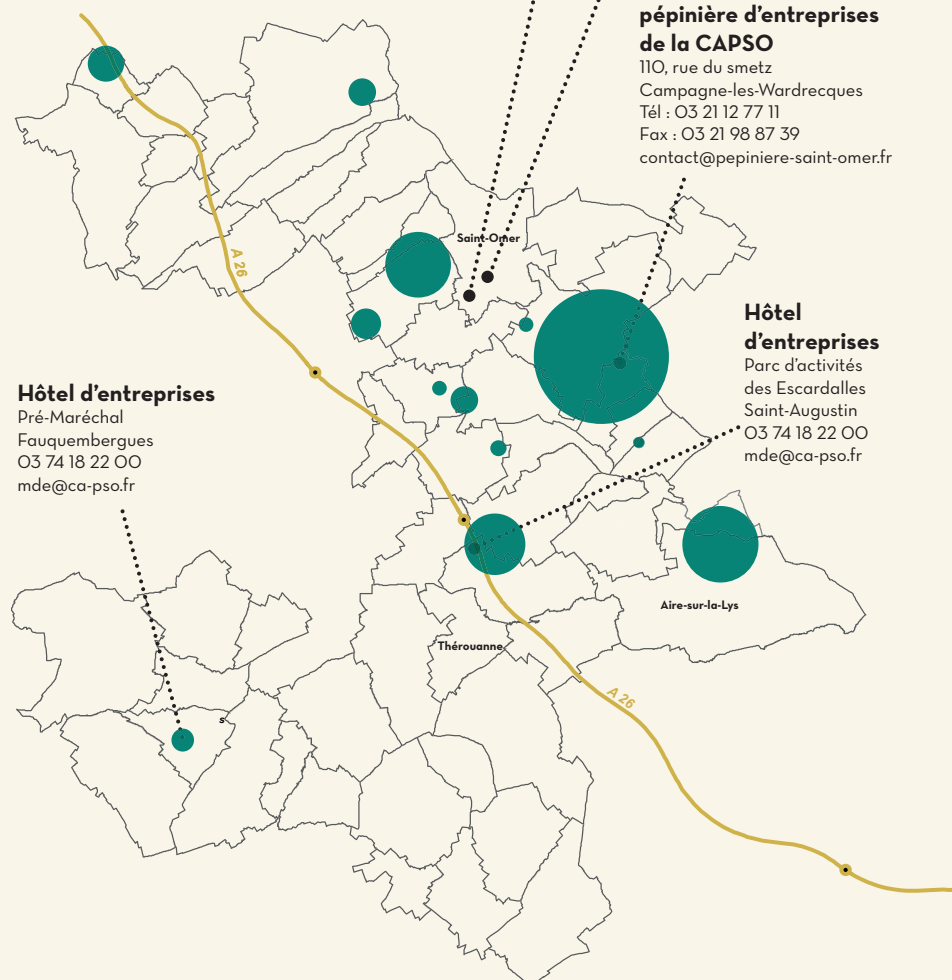 pépinière d'entreprises
de la CAPSO
110, rue du smetz
Campagne-les-Wardrecques
Tél : 03 21 12 77 11
Fax : 03 21 98 87 39
contact@pepiniere-saint-omer.fr
Saint-Omer
A 26
Hôtel
d'entreprises
Parc d'activités
des Escardalles
Saint-Augustin
03 74 18 22 00
mde@ca-pso.fr
Hôtel d'entreprises
Pré-Maréchal
Fauquembergues
03 74 18 22 00
mde@ca-pso.fr
Aire-sur-la-Lys
Thérouanne
A 26
s